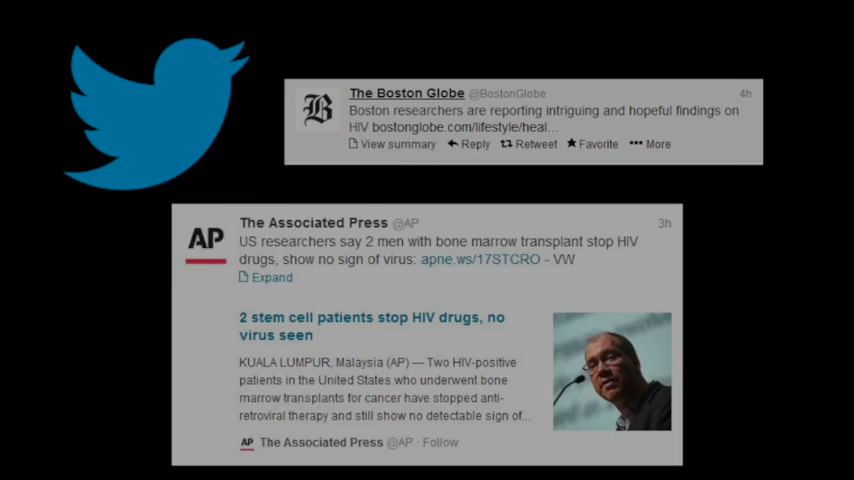 The Boston Globe @BostonGlobe 4h
Boston researchers are reporting intriguing and hopeful findings on
HIV bostonglobe.com/lifestyle/heal...
View summary Reply Retweet Favorite More
AP
The Associated Press @AP 3h
US researchers say 2 men with bone marrow transplant stop HIV
drugs, show no sign of virus: apne.ws/17STCRO - VW
Expand
2 stem cell patients stop HIV drugs, no
virus seen
KUALA LUMPUR, Malaysia (AP) — Two HIV-positive
patients in the United States who underwent bone
marrow transplants for cancer have stopped anti-
retroviral therapy and still show no detectable sign of...
AP The Associated Press @AP · Follow